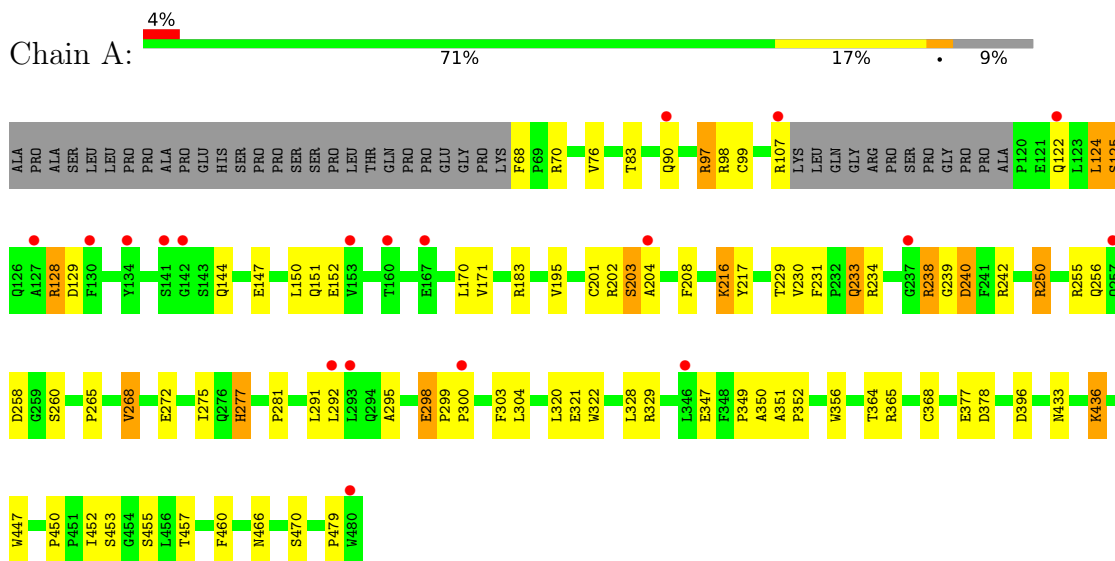 4%
Chain A:
71% 17% • 9%
ALA PRO ALA SER LEU LEU PRO PRO ALA PRO GLU HIS SER PRO PRO SER SER PRO LEU THR GLN PRO PRO GLU GLY PRO LYS F68 P69 R70 V76 T83 Q90 R97 R98 C99 R107 LYS LEU GLN GLY ARG PRO SER PRO GLY PRO PRO ALA P120 E121 Q122 L123 L124 S125
Q126 A127 R128 D129 F130 Y134 S141 G142 S143 Q144 E147 L150 Q151 E152 V153 T160 E167 L170 V171 R183 V195 C201 R202 S203 A204 F208 K216 Y217 T229 V230 F231 P232 Q233 R234 G237 R238 G239 D240 F241 R242 R250 R255 Q256 Q257
D258 G259 S260 P265 V268 E272 I275 Q276 H277 P281 L291 L292 L293 Q294 A295 E298 P299 P300 F303 L304 L320 E321 W322 L328 R329 L346 E347 F348 P349 A350 A351 P352 W356 T364 R365 C368 E377 D378 D396 N433 K436
W447 P450 P451 I452 S453 G454 S455 L456 T457 F460 N466 S470 P479 W480